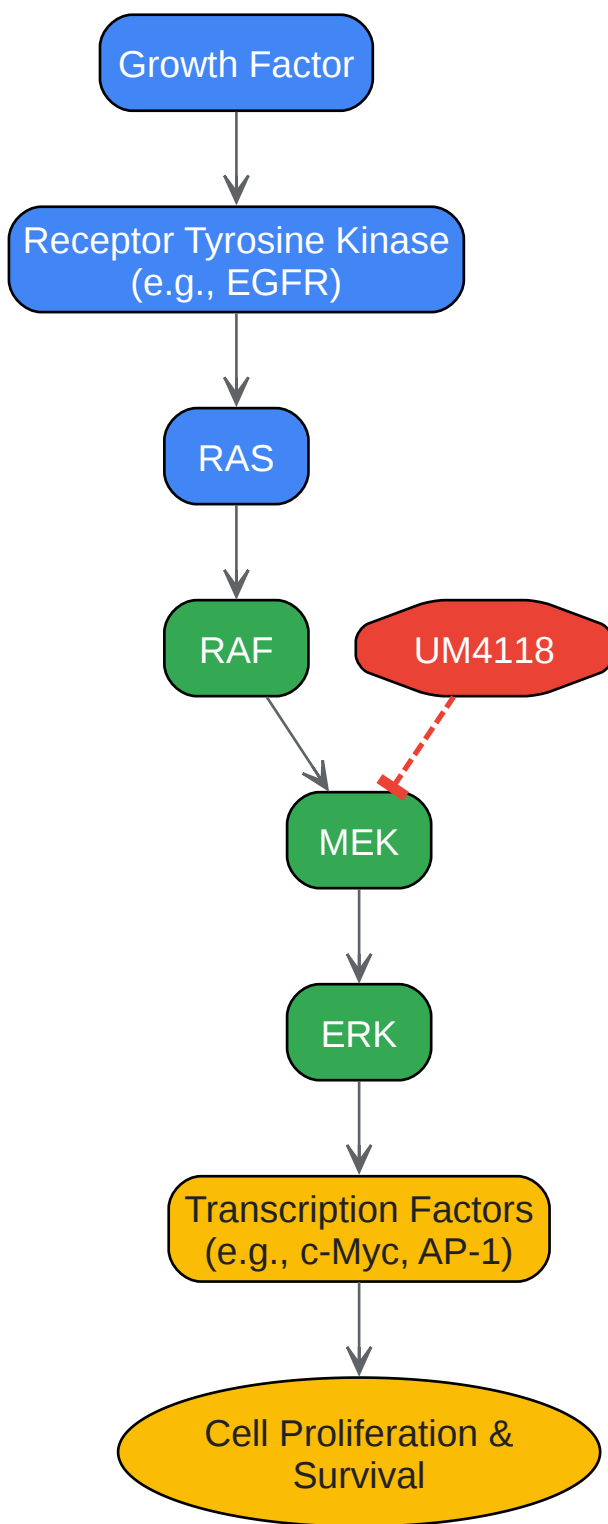 Growth Factor
Receptor Tyrosine Kinase
(e.g., EGFR)
RAS
RAF
UM4118
MEK
ERK
Transcription Factors
(e.g., c-Myc, AP-1)
Cell Proliferation &
Survival